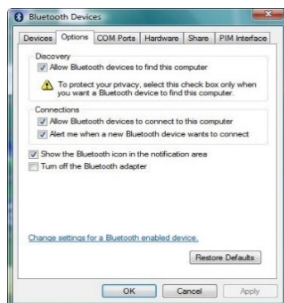 Bluetooth Devices
Devices Options COM Ports Hardware Share PIM Interface
Discovery
Allow Bluetooth devices to find this computer
To protect your privacy, select this check box only when
you want a Bluetooth device to find this computer.
Connections
Allow Bluetooth devices to connect to this computer
Alert me when a new Bluetooth device wants to connect
Show the Bluetooth icon in the notification area
Turn off the Bluetooth adapter
Change settings for a Bluetooth enabled device.
Restore Defaults
OK Cancel Apply